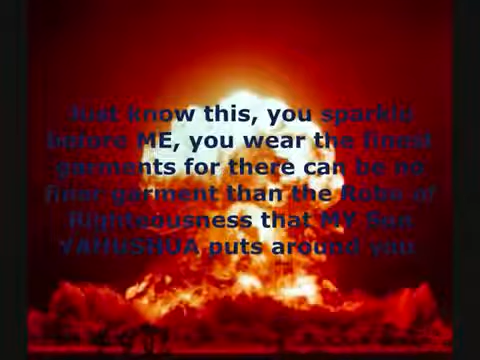 Just know this, you sparkle
before ME, you wear the finest
garments for there can be no
finer garment than the Robe of
Righteousness that MY Son
YAHUSHUA puts around you